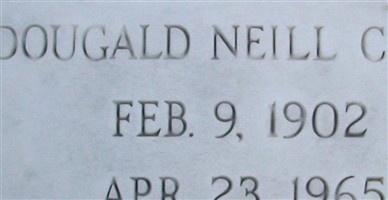 DOUGALD NEILL C
FEB. 9, 1902
APR. 23 1965